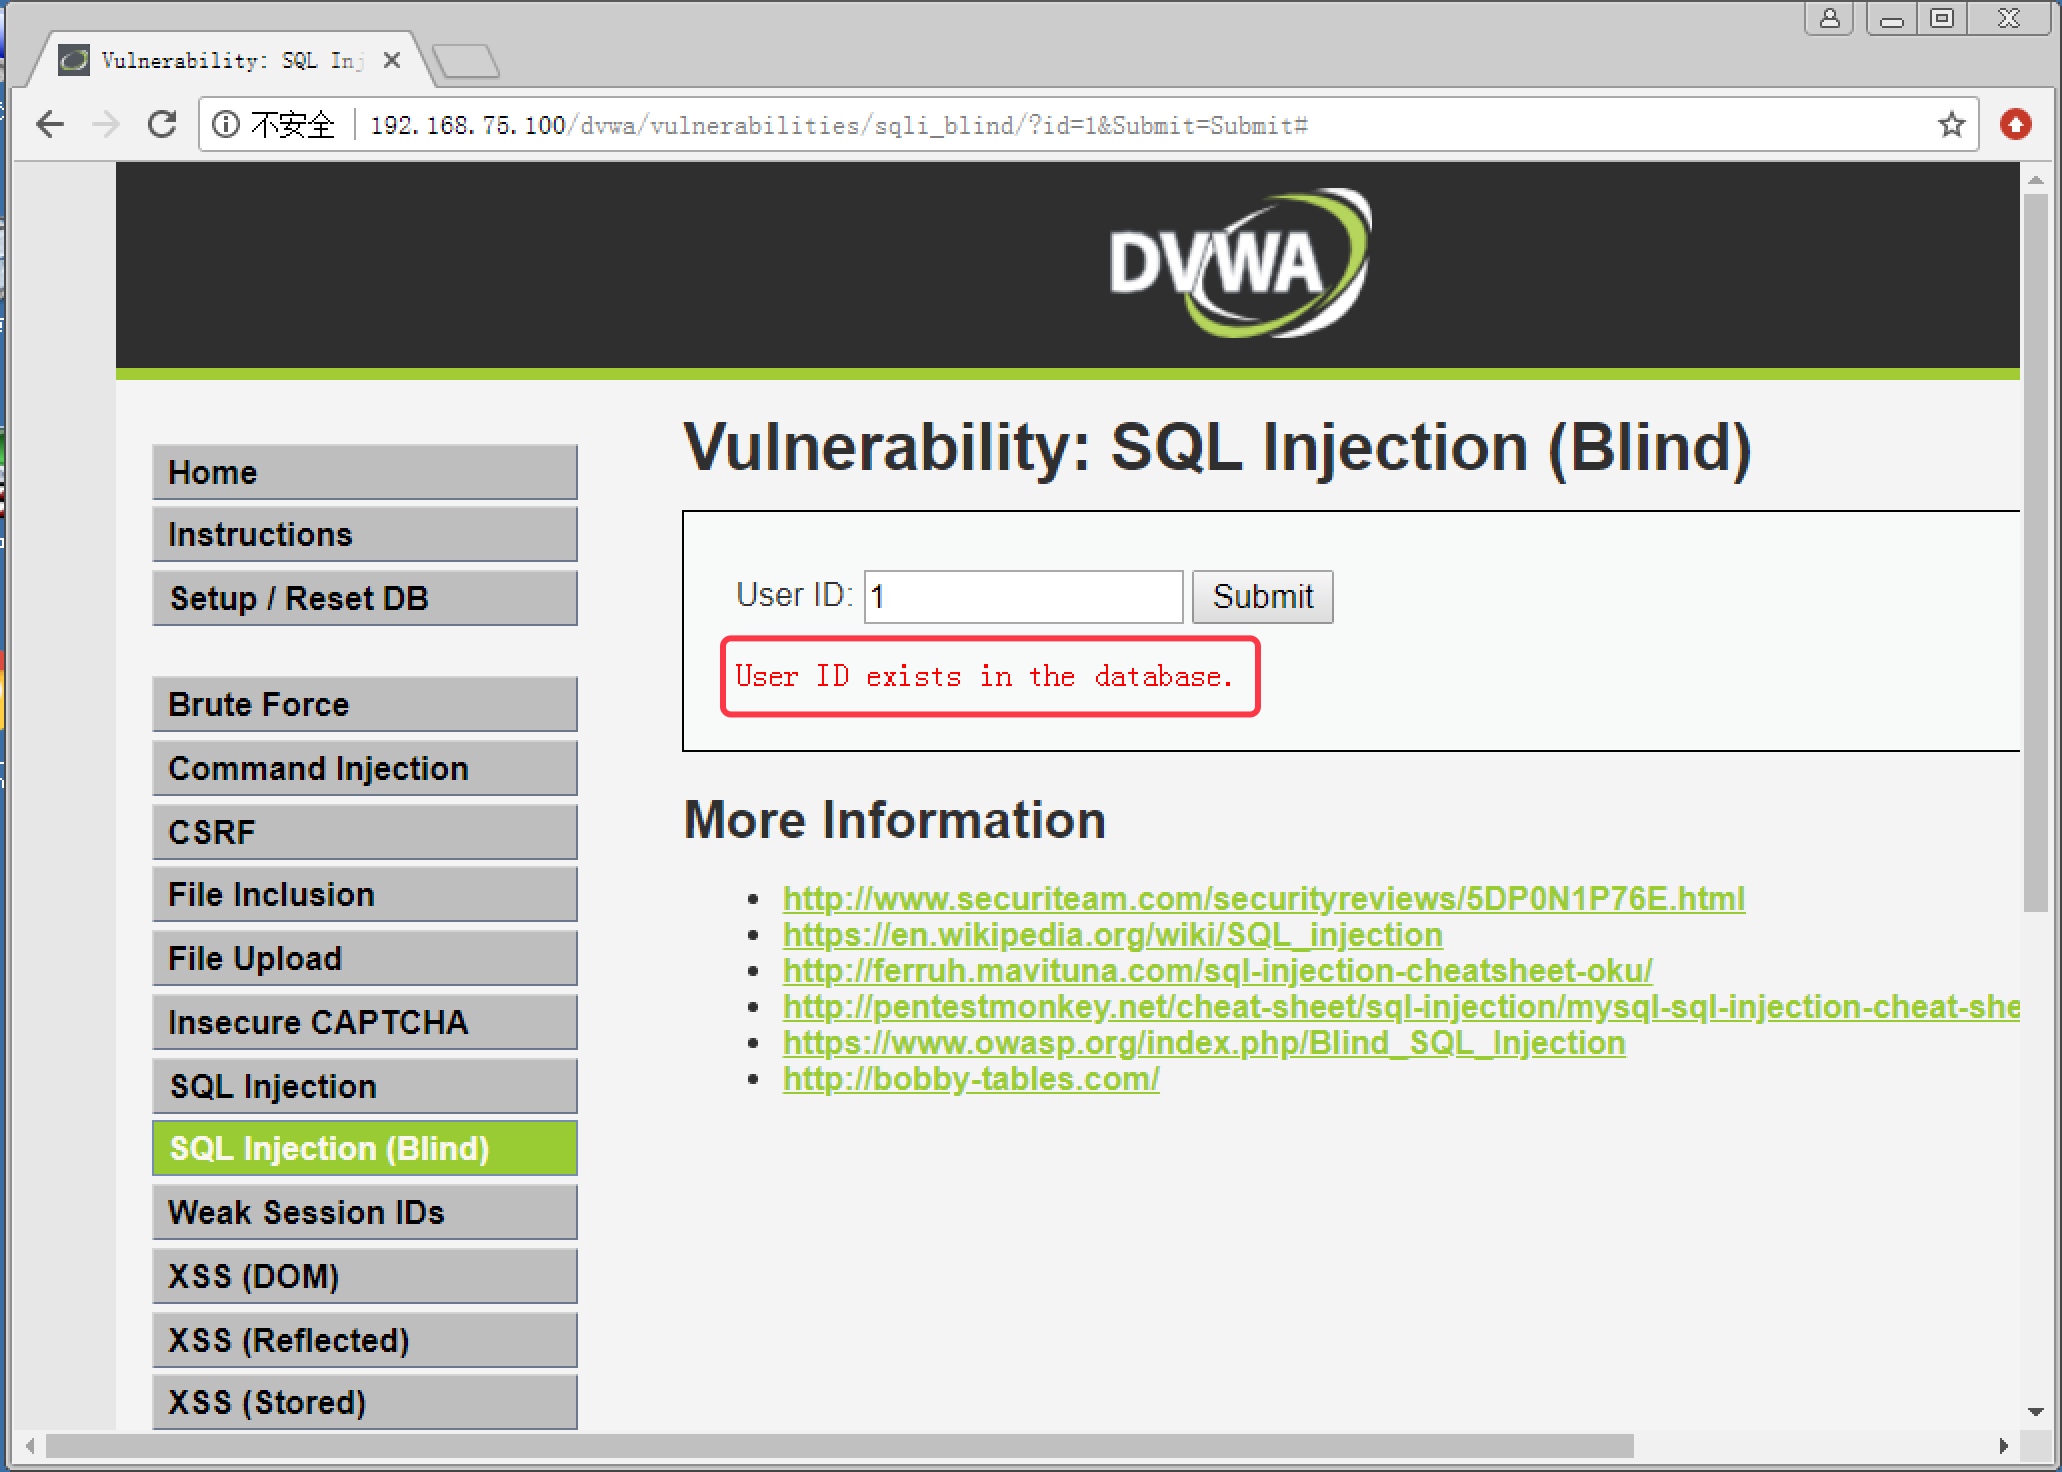 Vulnerability: SQL Inj
不安全 192.168.75.100/dvwa/vulnerabilities/sqli_blind/?id=1&Submit=Submit#
DVWA
Home
Instructions
Setup / Reset DB
Brute Force
Command Injection
CSRF
File Inclusion
File Upload
Insecure CAPTCHA
SQL Injection
SQL Injection (Blind)
Weak Session IDs
XSS (DOM)
XSS (Reflected)
XSS (Stored)
Vulnerability: SQL Injection (Blind)
User ID: 1 Submit
User ID exists in the database.
More Information
http://www.securiteam.com/securityreviews/5DP0N1P76E.html
https://en.wikipedia.org/wiki/SQL_injection
http://ferruh.mavituna.com/sql-injection-cheatsheet-oku/
http://pentestmonkey.net/cheat-sheet/sql-injection/mysql-sql-injection-cheat-she
https://www.owasp.org/index.php/Blind_SQL_Injection
http://bobby-tables.com/